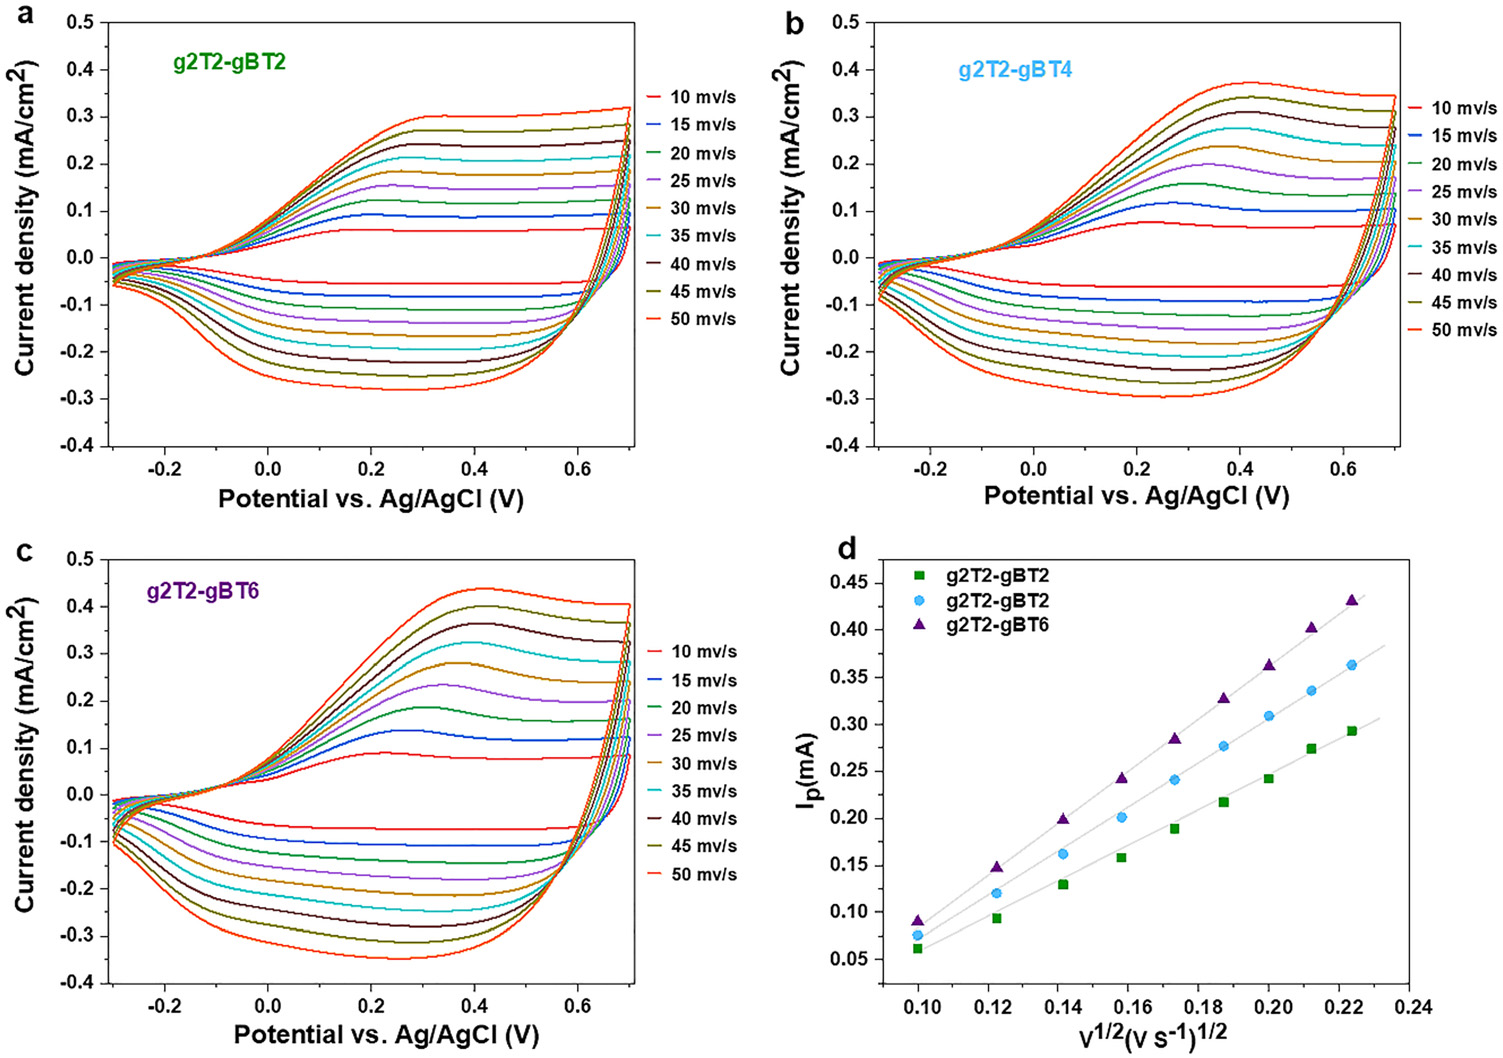 a
g2T2-gBT2
Current density (mA/cm2)
0.5
0.4
0.3
0.2
0.1
0.0
-0.1
-0.2
-0.3
-0.4
-0.2 0.0 0.2 0.4 0.6
Potential vs. Ag/AgCl (V)
10 mv/s
15 mv/s
20 mv/s
25 mv/s
30 mv/s
35 mv/s
40 mv/s
45 mv/s
50 mv/s
b
g2T2-gBT4
Current density (mA/cm2)
0.5
0.4
0.3
0.2
0.1
0.0
-0.1
-0.2
-0.3
-0.4
-0.2 0.0 0.2 0.4 0.6
Potential vs. Ag/AgCl (V)
10 mv/s
15 mv/s
20 mv/s
25 mv/s
30 mv/s
35 mv/s
40 mv/s
45 mv/s
50 mv/s
c
g2T2-gBT6
Current density (mA/cm2)
0.5
0.4
0.3
0.2
0.1
0.0
-0.1
-0.2
-0.3
-0.4
-0.2 0.0 0.2 0.4 0.6
Potential vs. Ag/AgCl (V)
10 mv/s
15 mv/s
20 mv/s
25 mv/s
30 mv/s
35 mv/s
40 mv/s
45 mv/s
50 mv/s
d
g2T2-gBT2
g2T2-gBT2
g2T2-gBT6
Ip(mA)
0.45
0.40
0.35
0.30
0.25
0.20
0.15
0.10
0.05
0.10 0.12 0.14 0.16 0.18 0.20 0.22 0.24
V1/2(V s-1)1/2